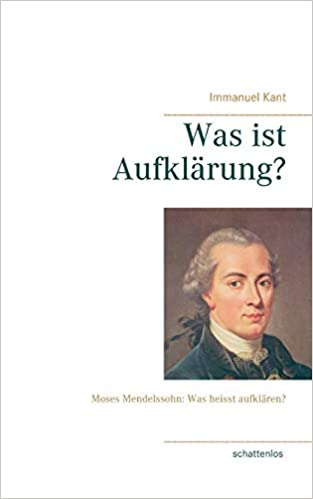 Immanuel Kant
Was ist
Aufklärung?
Moses Mendelssohn: Was heisst aufklären?
schattenlos